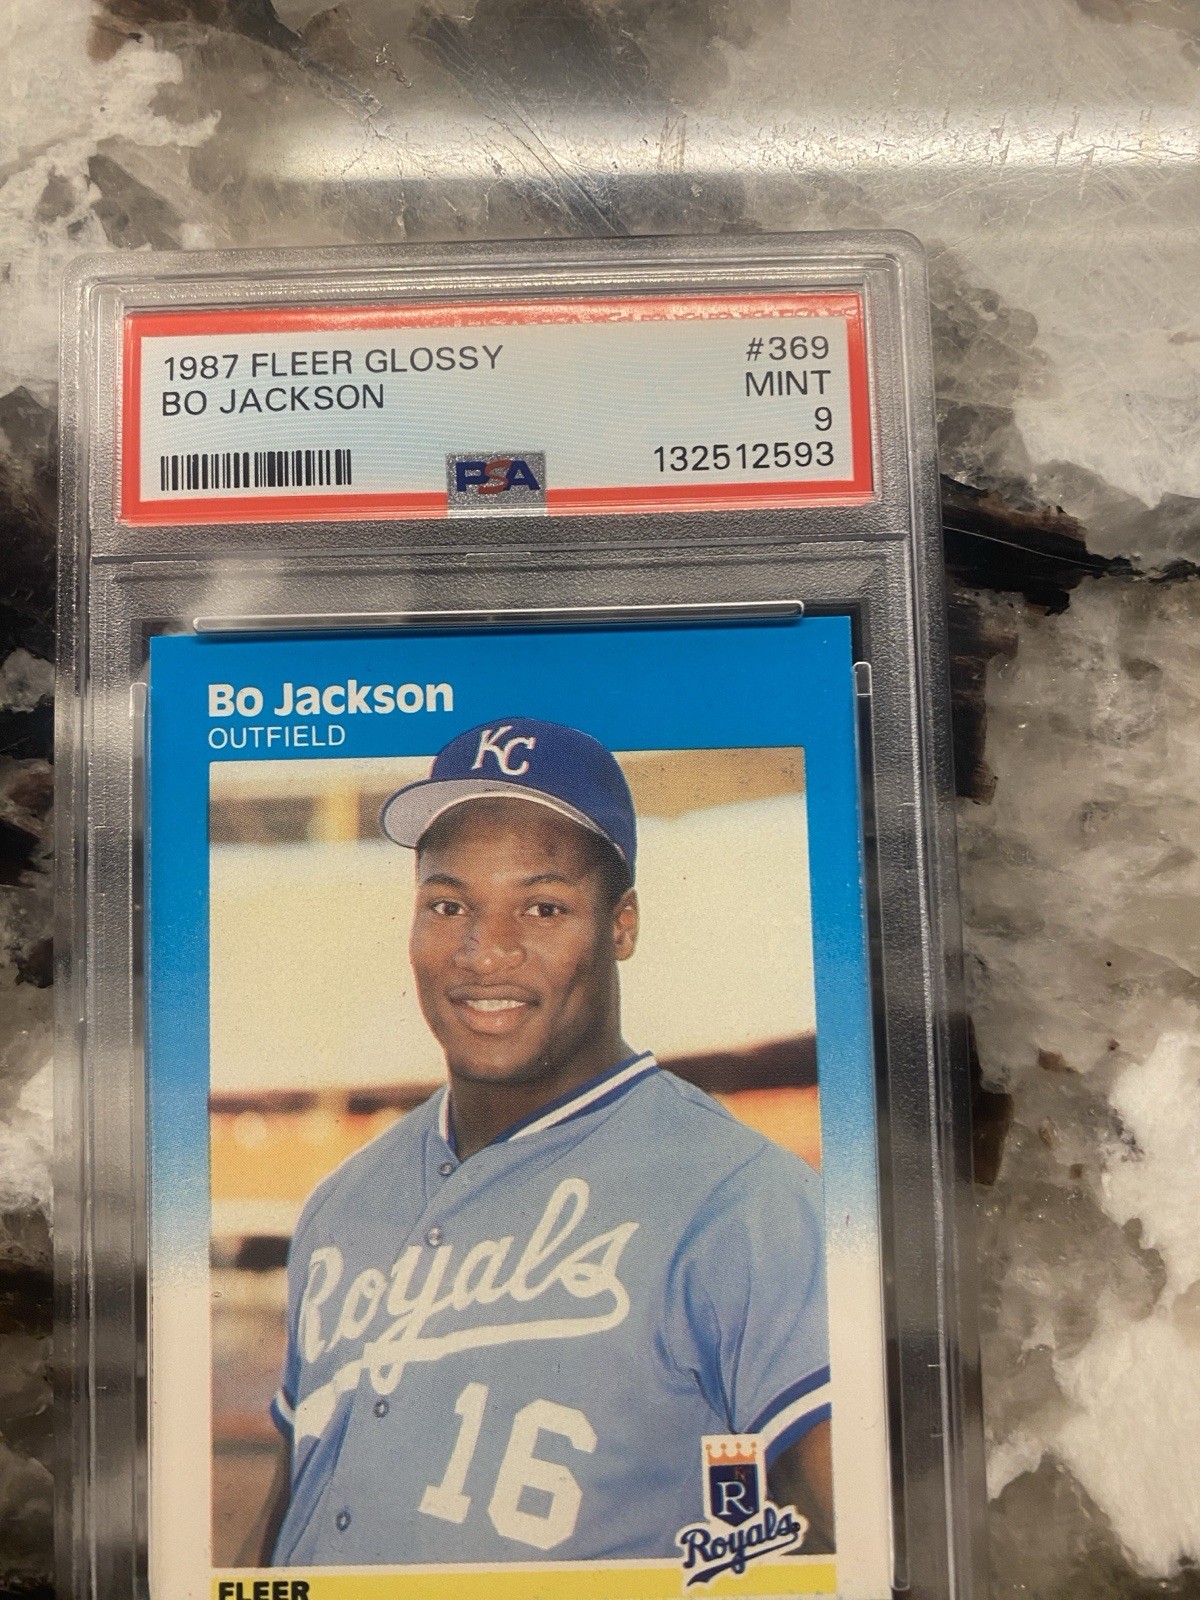 1987 FLEER GLOSSY #369
BO JACKSON MINT
9
PSA 132512593
Bo Jackson
OUTFIELD
KC
Royals
16
R
Royals
FLEER